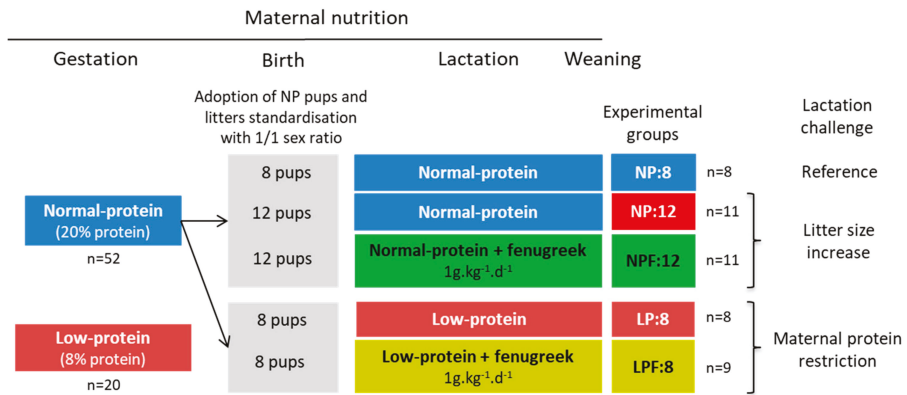 Maternal nutrition
Gestation
Birth
Lactation
Weaning
Adoption of NP pups and
litters standardisation
with 1/1 sex ratio
Experimental
groups
Lactation
challenge
8 pups
Normal-protein
NP:8
n=8
Reference
Normal-protein
(20% protein)
n=52
12 pups
Normal-protein
NP:12
n=11
12 pups
Normal-protein + fenugreek
1g.kg⁻¹.d⁻¹
NPF:12
n=11
Litter size
increase
Low-protein
(8% protein)
n=20
8 pups
Low-protein
LP:8
n=8
8 pups
Low-protein + fenugreek
1g.kg⁻¹.d⁻¹
LPF:8
n=9
Maternal protein
restriction